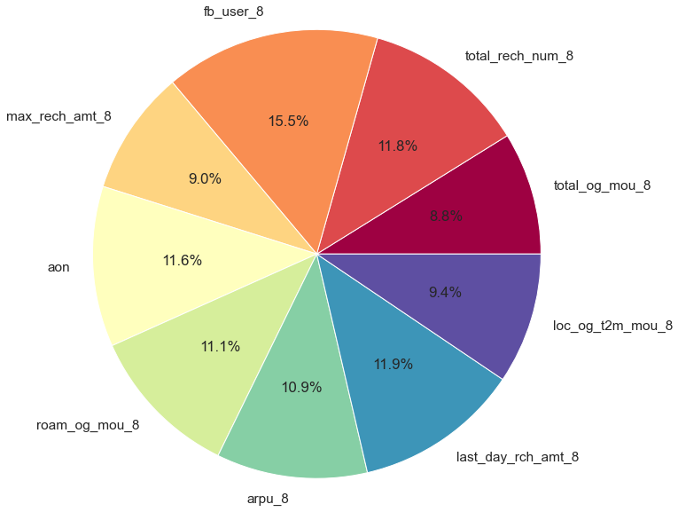 fb_user_8
15.5%
total_rech_num_8
11.8%
max_rech_amt_8
9.0%
total_og_mou_8
8.8%
aon
11.6%
loc_og_t2m_mou_8
9.4%
roam_og_mou_8
11.1%
arpu_8
10.9%
last_day_rch_amt_8
11.9%